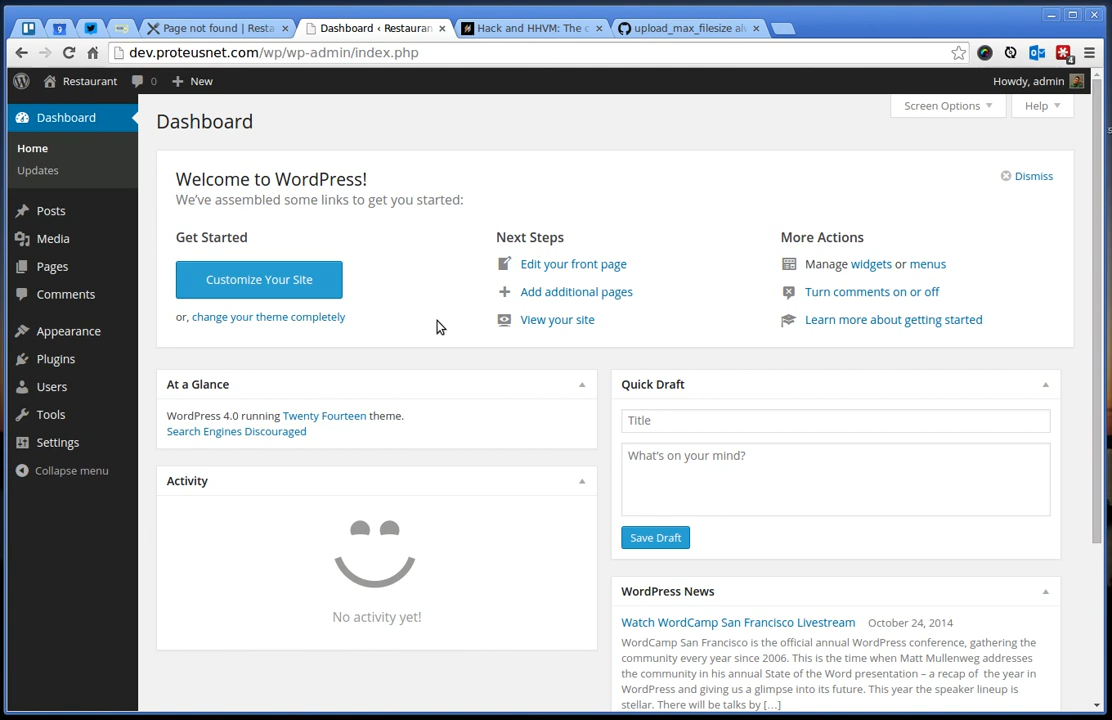 9
Page not found | Resta
Dashboard ‹ Restauran
Hack and HHVM: The c
upload_max_filesize alv
dev.proteusnet.com/wp/wp-admin/index.php
4
Restaurant
0
New
Howdy, admin
Dashboard
Home
Updates
Posts
Media
Pages
Comments
Appearance
Plugins
Users
Tools
Settings
Collapse menu
Dashboard
Screen Options
Help
Welcome to WordPress!
We've assembled some links to get you started:
Dismiss
Get Started
Customize Your Site
or, change your theme completely
Next Steps
Edit your front page
Add additional pages
View your site
More Actions
Manage widgets or menus
Turn comments on or off
Learn more about getting started
At a Glance
WordPress 4.0 running Twenty Fourteen theme.
Search Engines Discouraged
Activity
No activity yet!
Quick Draft
Title
What's on your mind?
Save Draft
WordPress News
Watch WordCamp San Francisco Livestream October 24, 2014
WordCamp San Francisco is the official annual WordPress conference, gathering the
community every year since 2006. This is the time when Matt Mullenweg addresses
the community in his annual State of the Word presentation – a recap of the year in
WordPress and giving us a glimpse into its future. This year the speaker lineup is
stellar. There will be talks by […]